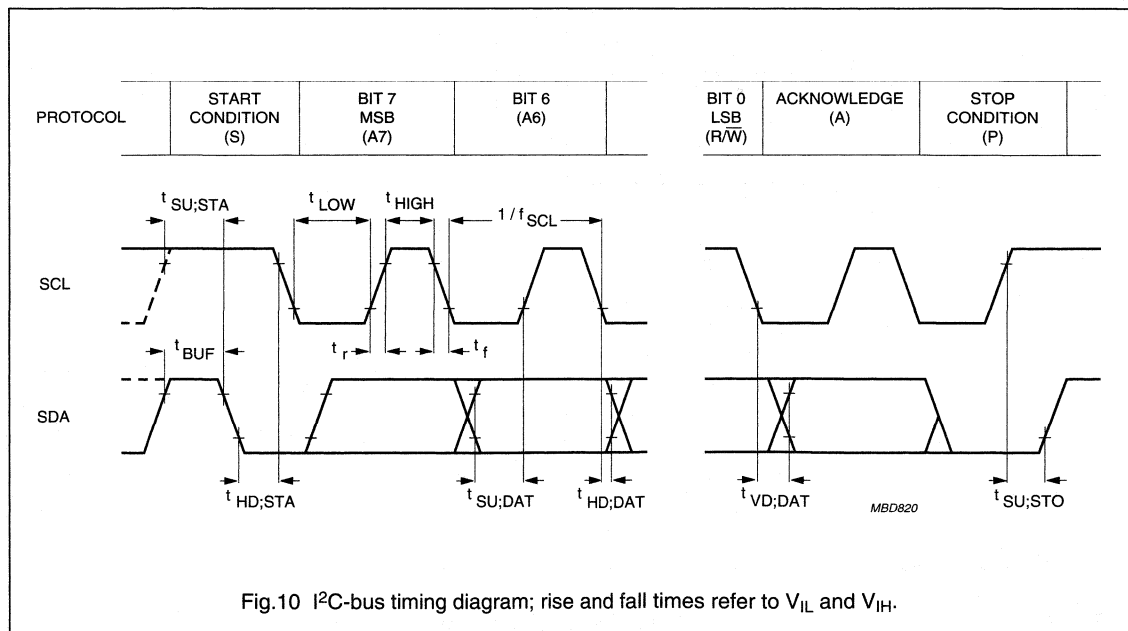 PROTOCOL
START
CONDITION
(S)
BIT 7
MSB
(A7)
BIT 6
(A6)
BIT 0
LSB
(R/W̅)
ACKNOWLEDGE
(A)
STOP
CONDITION
(P)
t SU;STA
t LOW
t HIGH
1 / f SCL
SCL
t BUF
t r
t f
SDA
t HD;STA
t SU;DAT
t HD;DAT
t VD;DAT
MBD820
t SU;STO
Fig.10 I²C-bus timing diagram; rise and fall times refer to V_IL and V_IH.